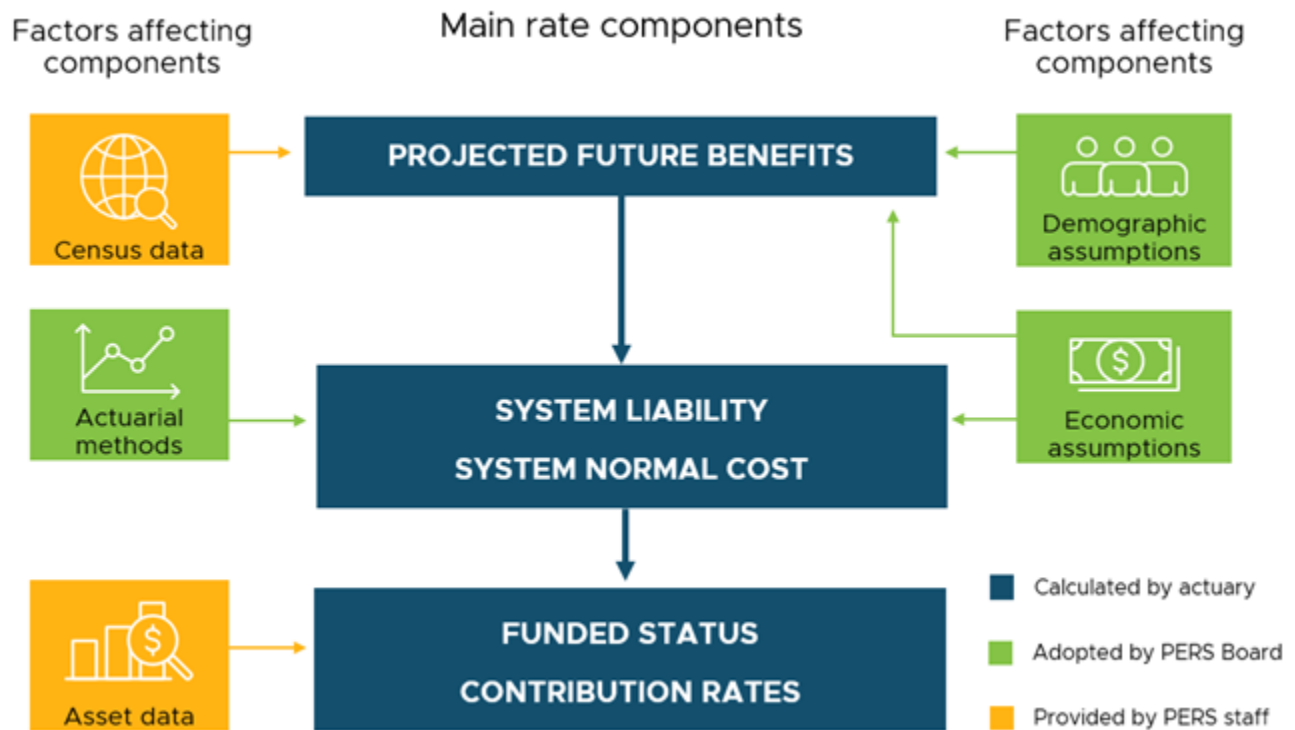 Factors affecting
components
Main rate components
Factors affecting
components
Census data
PROJECTED FUTURE BENEFITS
Demographic
assumptions
Actuarial
methods
SYSTEM LIABILITY
SYSTEM NORMAL COST
$
Economic
assumptions
$
Asset data
FUNDED STATUS
CONTRIBUTION RATES
Calculated by actuary
Adopted by PERS Board
Provided by PERS staff